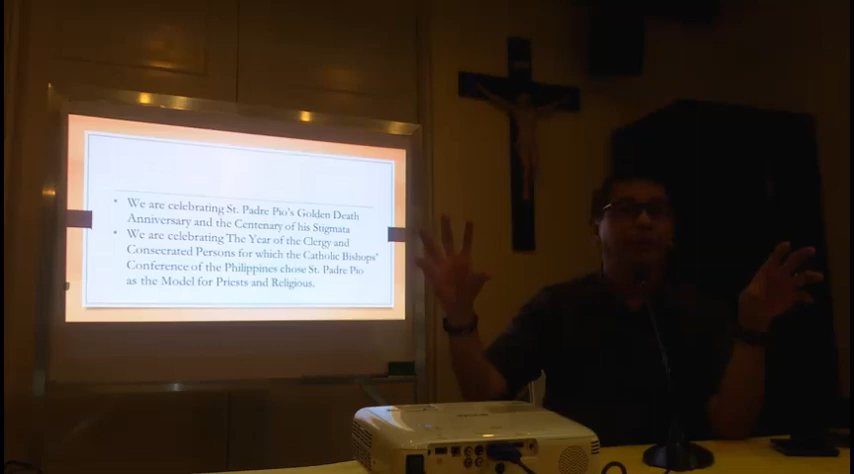 We are celebrating St. Padre Pio's Golden Death
Anniversary and the Centenary of his Stigmata
We are celebrating The Year of the Clergy and
Consecrated Persons for which the Catholic Bishops'
Conference of the Philippines chose St. Padre Pio
as the Model for Priests and Religious.